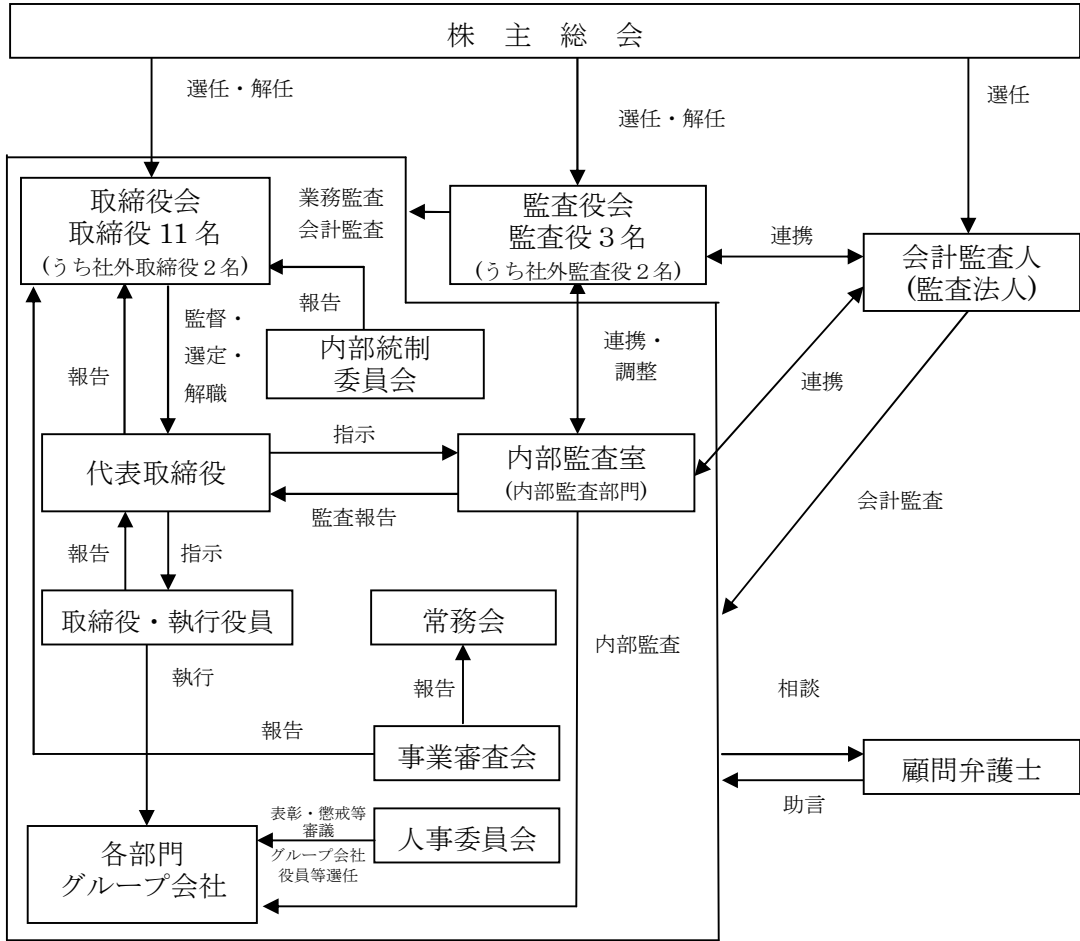 株　主　総　会
選任・解任
選任・解任
選任
取締役会
取締役 11 名
(うち社外取締役２名)
業務監査
会計監査
監査役会
監査役３名
(うち社外監査役２名)
連携
会計監査人
(監査法人)
報告
内部統制
委員会
監督・
選定・
解職
報告
連携・
調整
連携
代表取締役
指示
監査報告
内部監査室
(内部監査部門)
会計監査
報告
指示
取締役・執行役員
常務会
内部監査
執行
報告
相談
報告
事業審査会
顧問弁護士
助言
表彰・懲戒等
審議
人事委員会
グループ会社
役員等選任
各部門
グループ会社